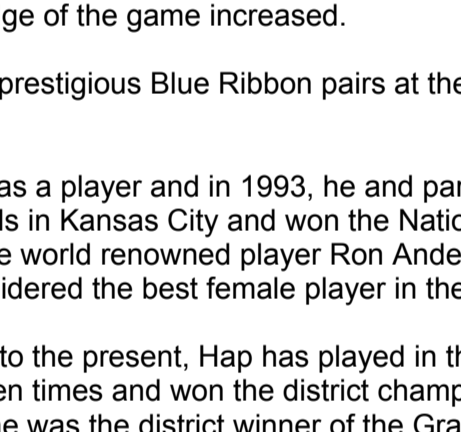 ge of the game increased.
prestigious Blue Ribbon pairs at the
as a player and in 1993, he and par
ls in Kansas City and won the Natio
e world renowned player Ron Ande
idered the best female player in the
to the present, Hap has played in th
en times and won the district champ
e was the district winner of the Gra